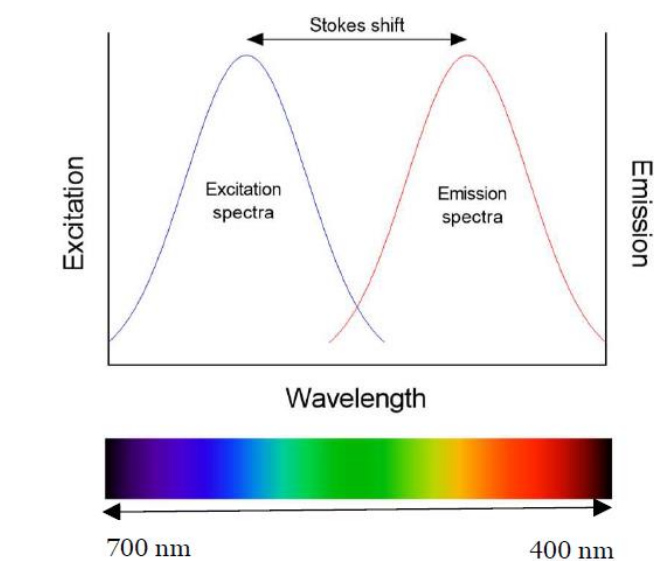 Stokes shift
Excitation
Excitation
spectra
Emission
spectra
Emission
Wavelength
700 nm
400 nm